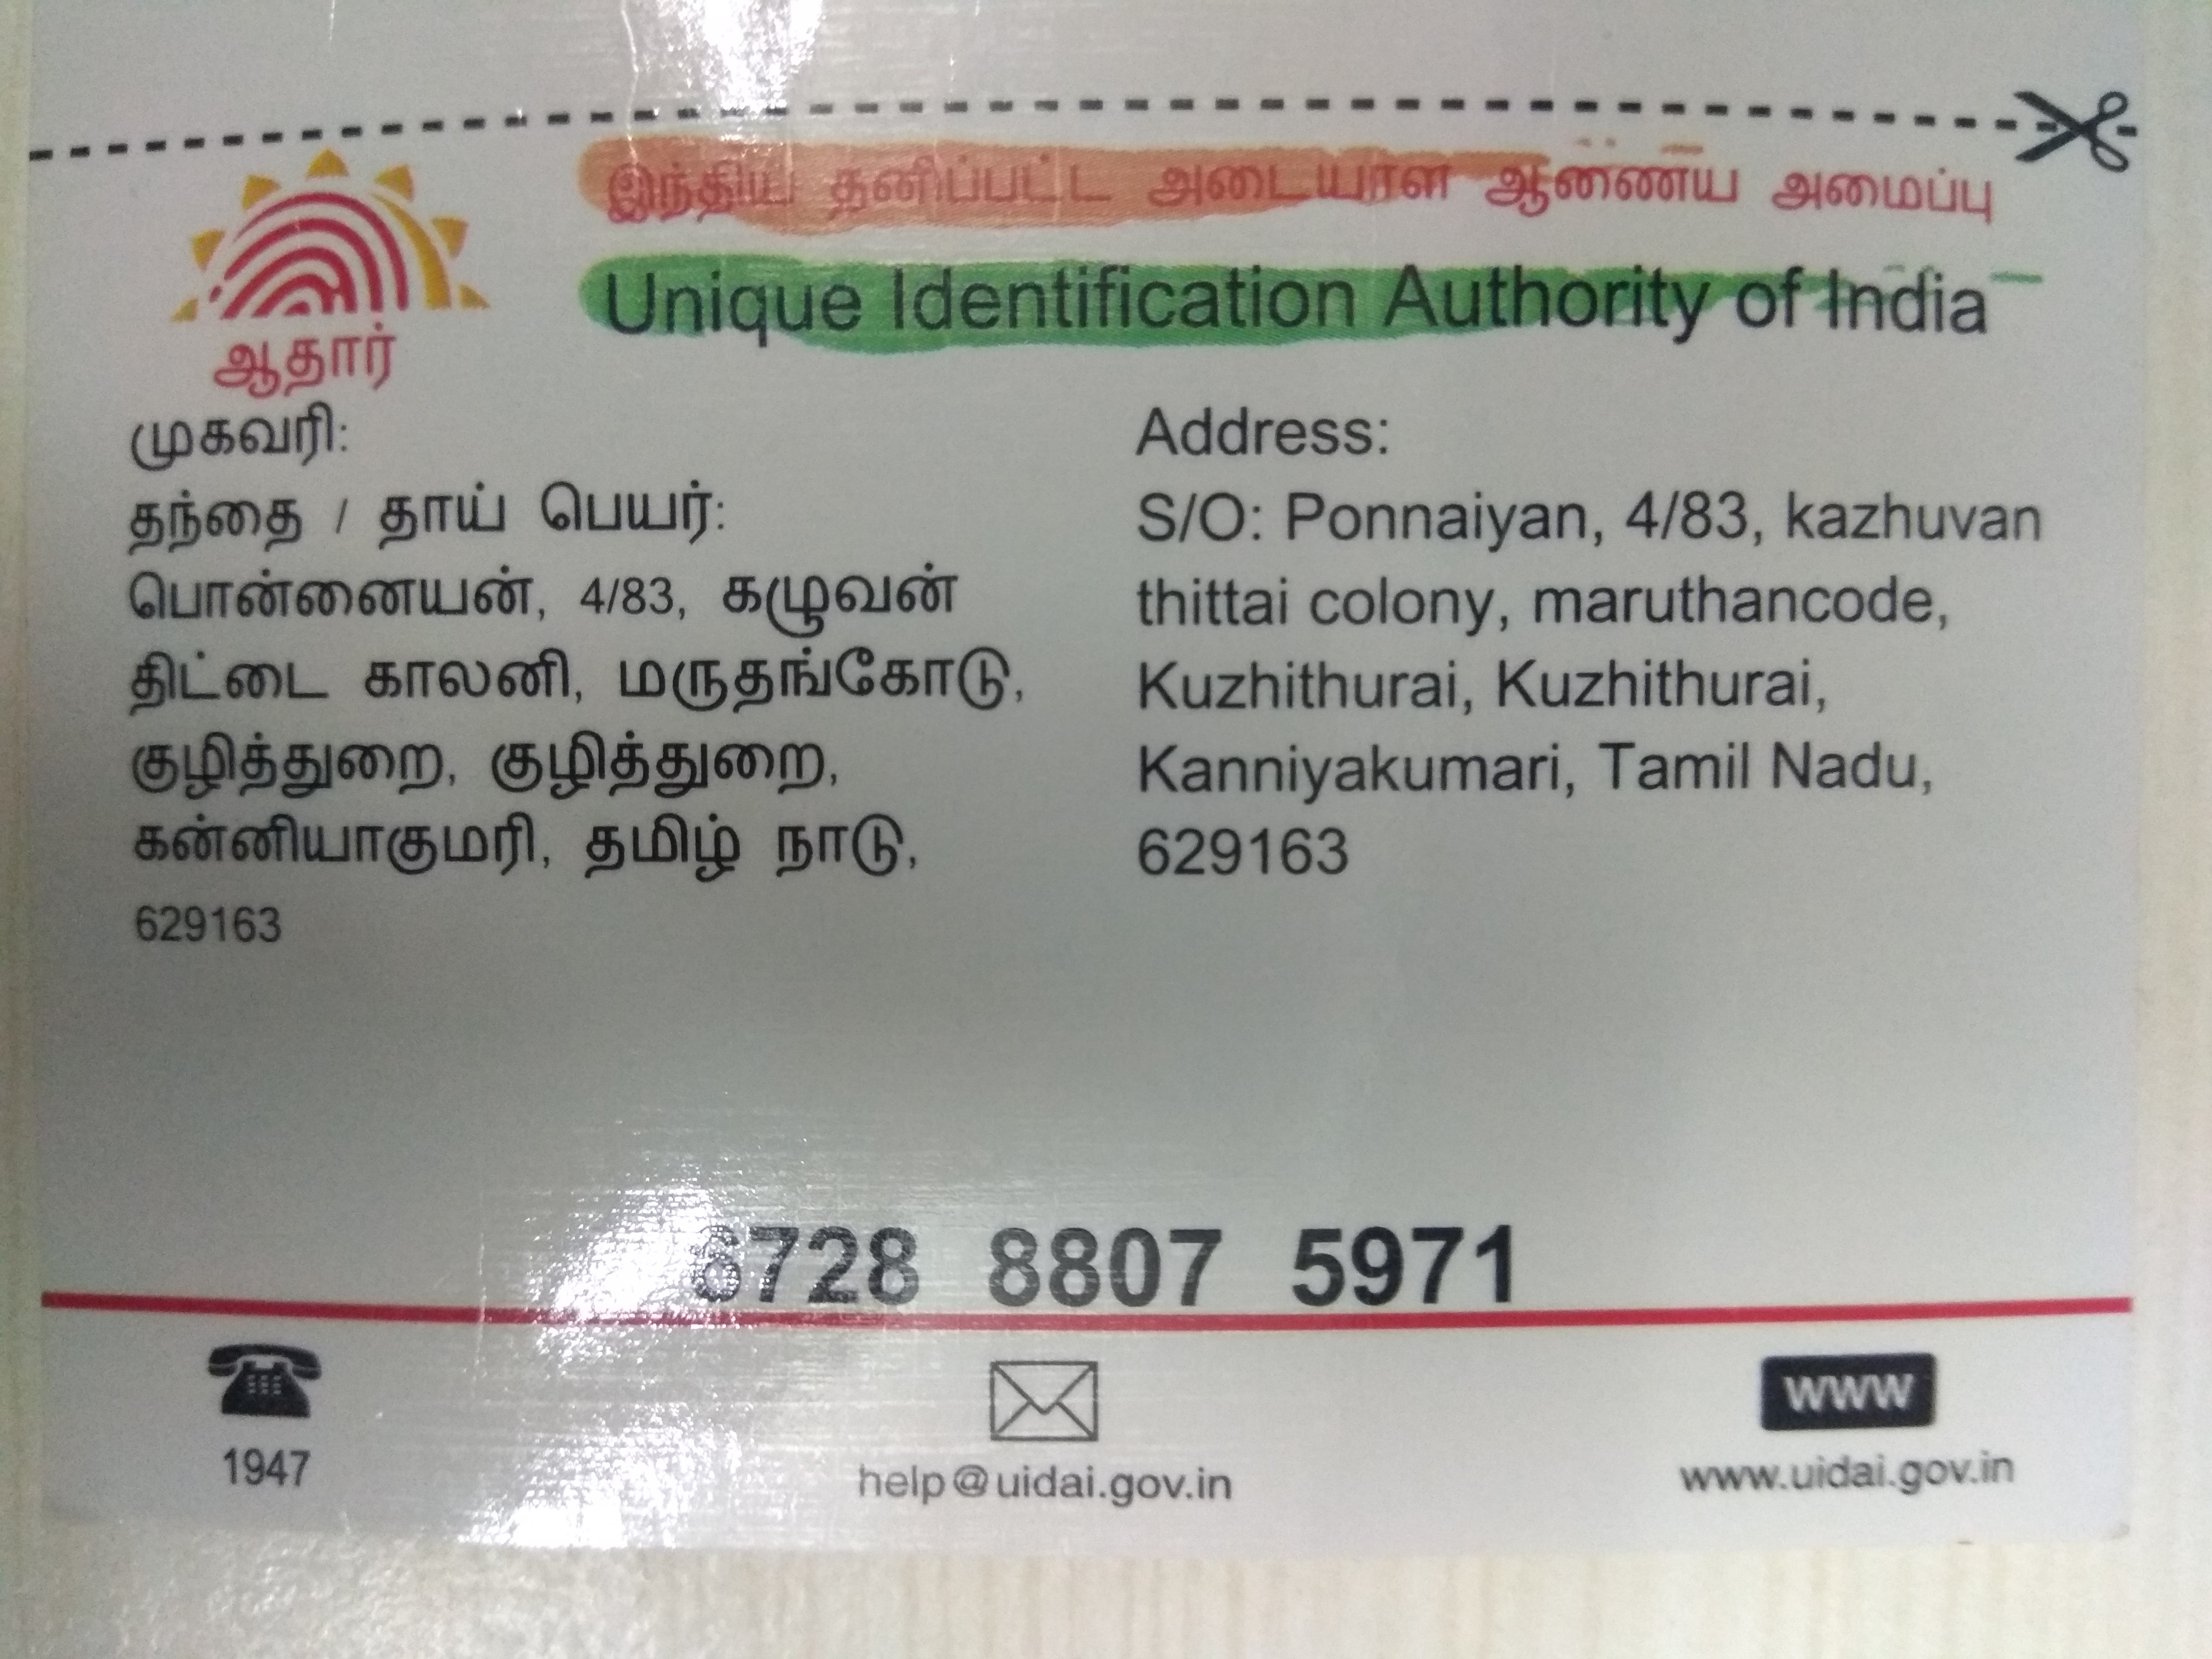 இந்திய தனிப்பட்ட அடையாள ஆணைய அமைப்பு
Unique Identification Authority of India
ஆதார்
முகவரி:
தந்தை / தாய் பெயர்:
பொன்னையன், 4/83, கழுவன்
திட்டை காலனி, மருதங்கோடு,
குழித்துறை, குழித்துறை,
கன்னியாகுமரி, தமிழ் நாடு,
629163
Address:
S/O: Ponnaiyan, 4/83, kazhuvan
thittai colony, maruthancode,
Kuzhithurai, Kuzhithurai,
Kanniyakumari, Tamil Nadu,
629163
8807 5971
www
1947
help@uidai.gov.in
www.uidai.gov.in